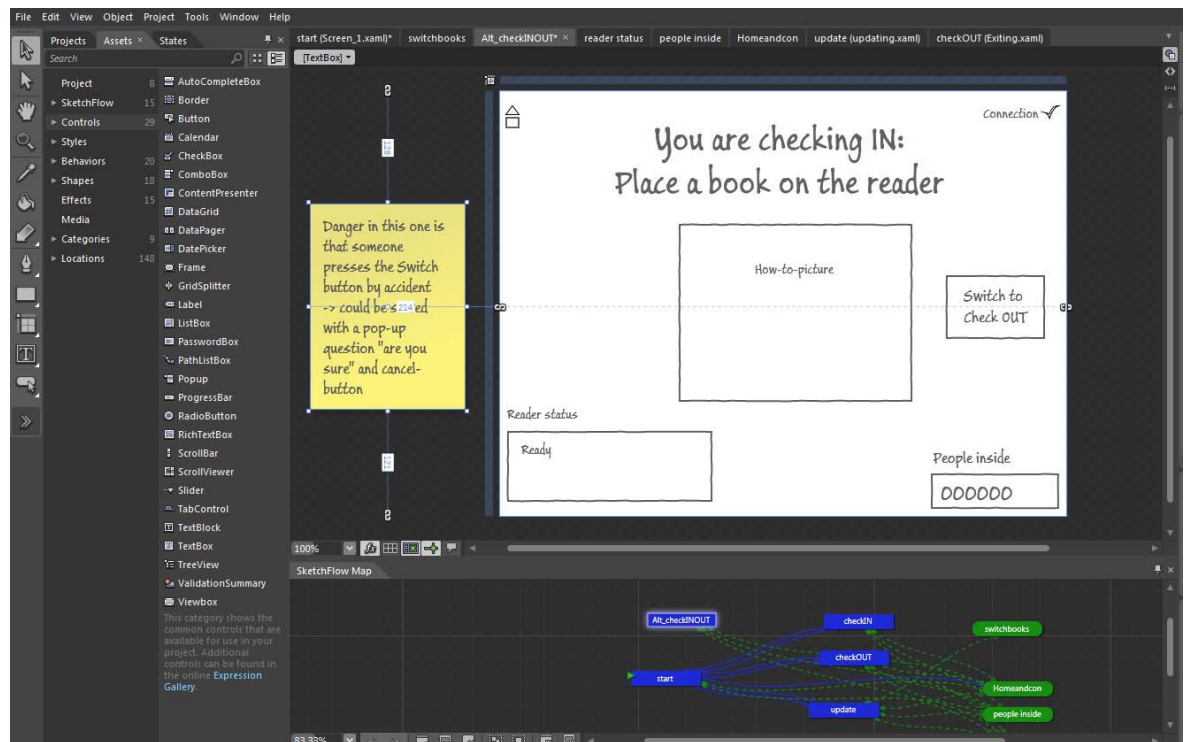 File Edit View Object Project Tools Window Help
Projects Assets × States
start (Screen_1.xaml)* switchbooks Alt_checkINOUT* × reader status people inside Homeandcon update (updating.xaml) checkOUT (Exiting.xaml)
Search
[TextBox]
Project 8
SketchFlow 15
Controls 29
Styles
Behaviors 20
Shapes 18
Effects 15
Media
Categories 9
Locations 148
AutoCompleteBox
Border
Button
Calendar
CheckBox
ComboBox
ContentPresenter
DataGrid
DataPager
DatePicker
Frame
GridSplitter
Label
ListBox
PasswordBox
PathListBox
Popup
ProgressBar
RadioButton
RichTextBox
ScrollBar
ScrollViewer
Slider
TabControl
TextBlock
TextBox
TreeView
ValidationSummary
Viewbox
This category shows the
common controls that are
available for use in your
project. Additional
controls can be found in
the online Expression
Gallery.
128
Danger in this one is
that someone
presses the Switch
button by accident
-> could be s 214 ed
with a pop-up
question "are you
sure" and cancel-
button
121
Connection
You are checking IN:
Place a book on the reader
How-to-picture
Switch to
Check OUT
Reader status
Ready
People inside
000000
100%
SketchFlow Map
Alt_checkINOUT
checkIN
switchbooks
checkOUT
start
Homeandcon
update
people inside
83.33%